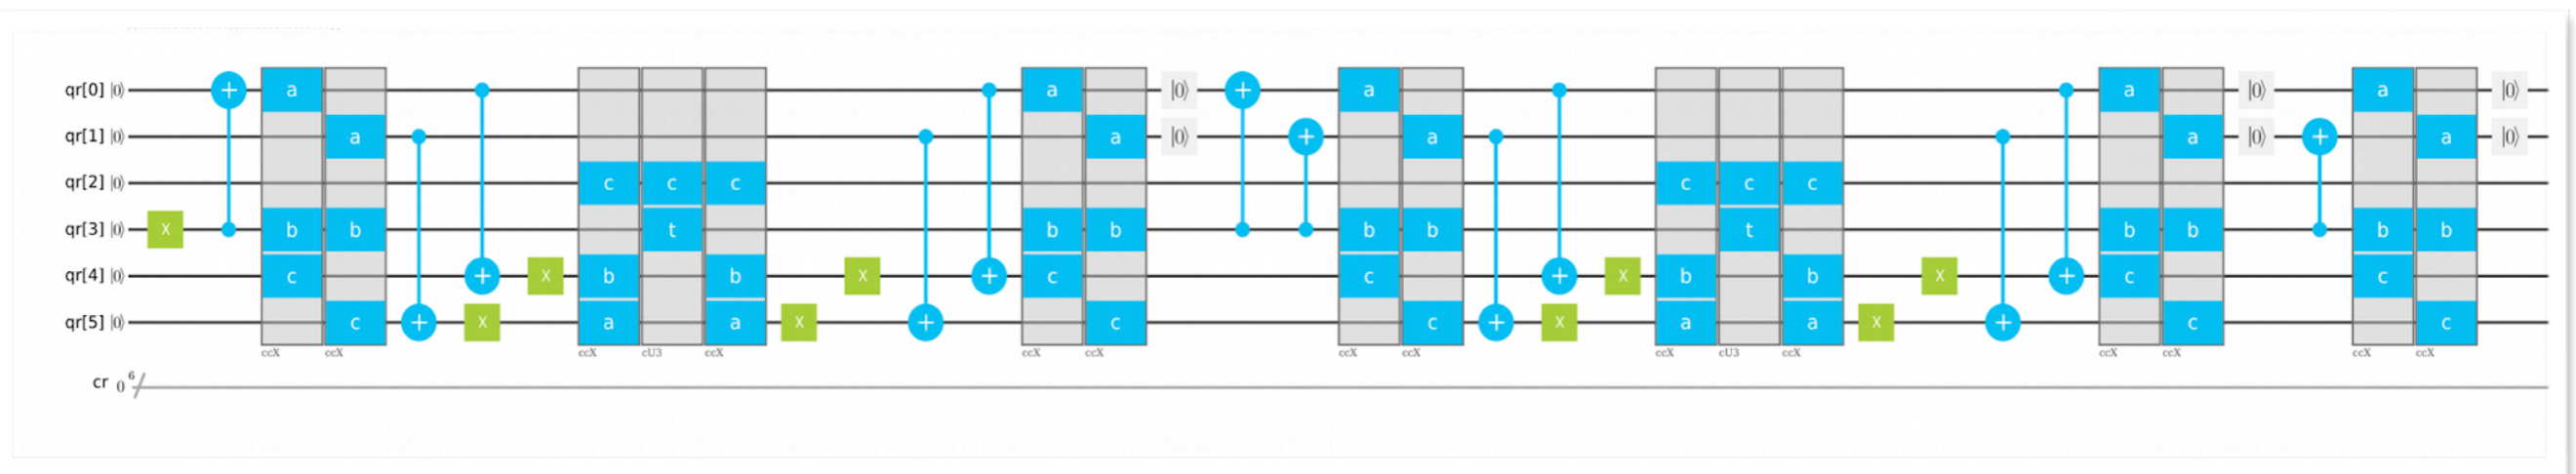 qr[0] |0⟩ + a a |0⟩ + a a |0⟩ a |0⟩
qr[1] |0⟩ a a |0⟩ + a a |0⟩ + a |0⟩
qr[2] |0⟩ c c c c c c
qr[3] |0⟩ X b b t b b b b t b b b b
qr[4] |0⟩ c + X b b X + c c + X b b X + c c
qr[5] |0⟩ c + X a a X + c c + X a a X + c c
ccX ccX ccX cU3 ccX ccX ccX ccX ccX ccX cU3 ccX ccX ccX ccX ccX
cr 0 6